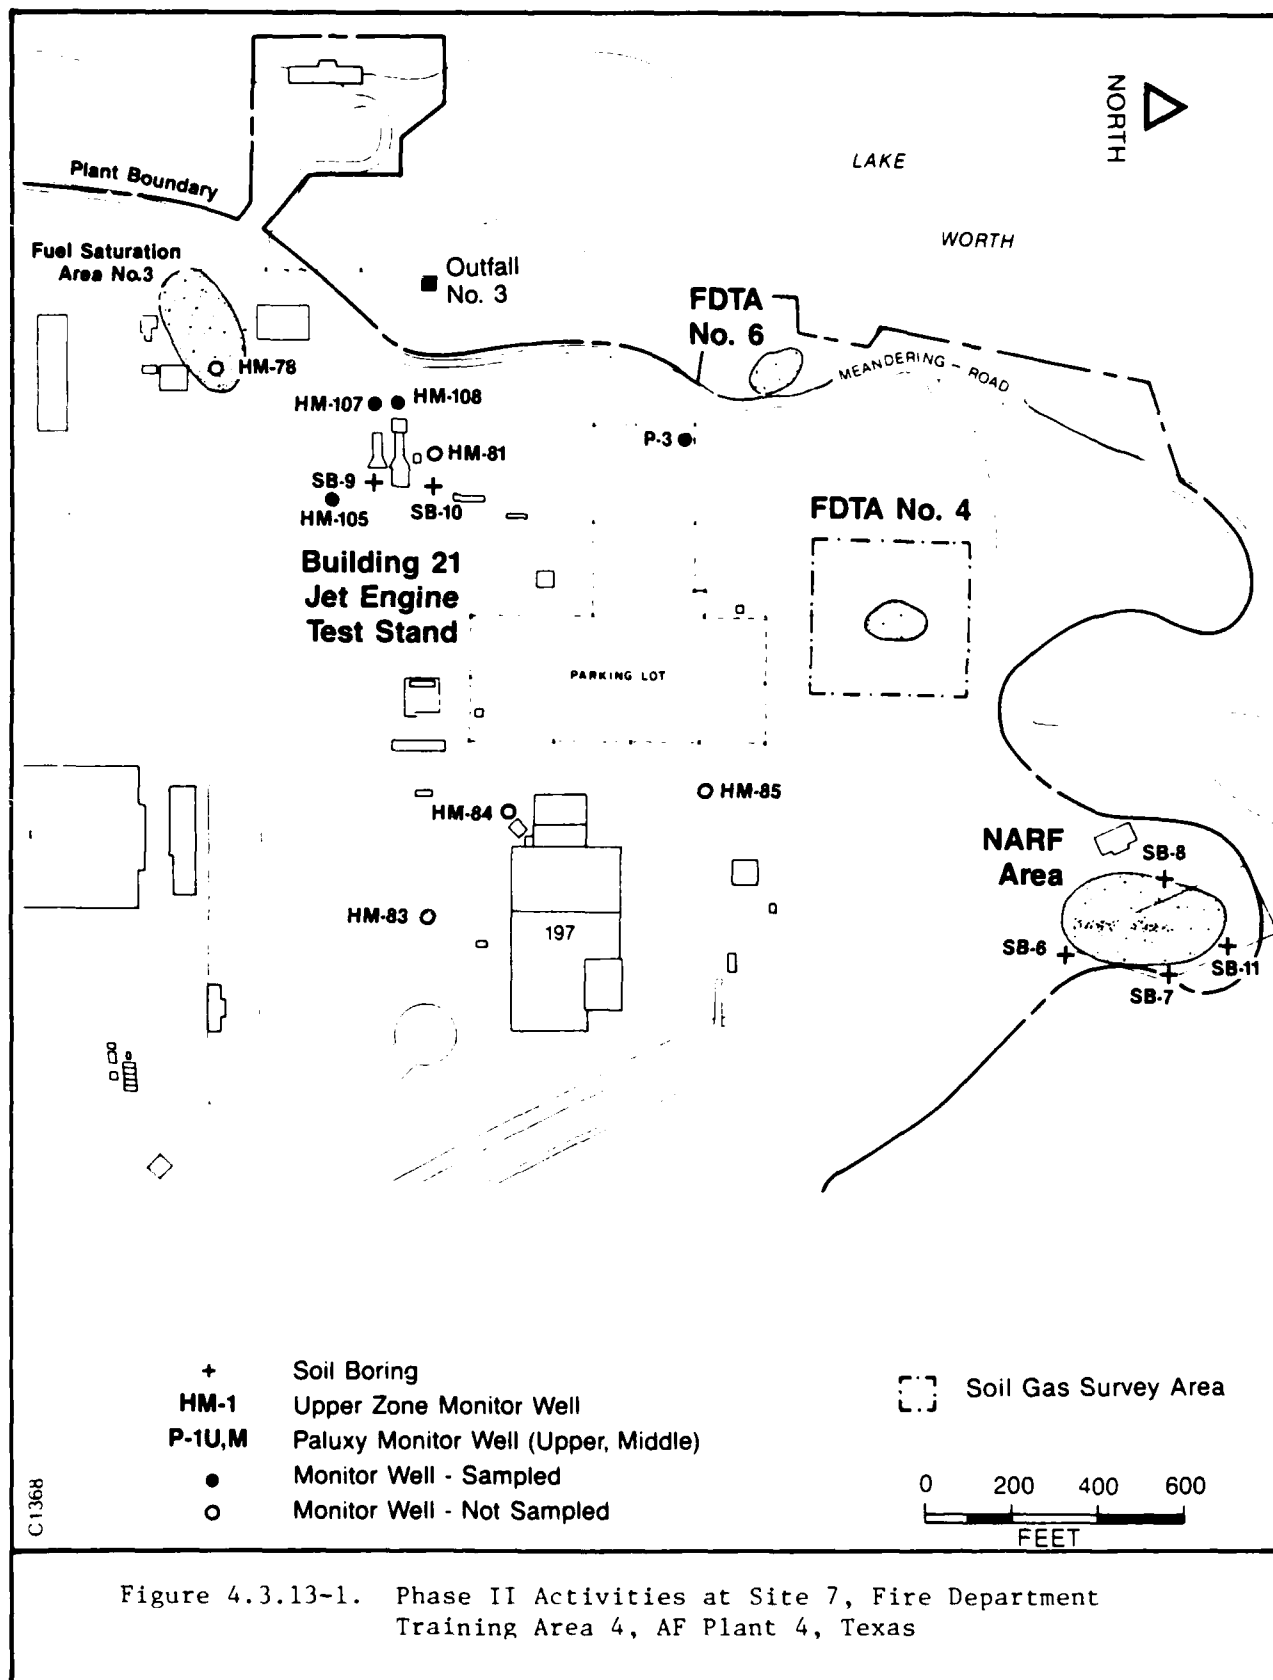 NORTH
LAKE
WORTH
Plant Boundary
Fuel Saturation
Area No.3
Outfall
No. 3
FDTA
No. 6
MEANDERING - ROAD
HM-78
HM-107
HM-108
P-3
HM-81
SB-9
SB-10
HM-105
FDTA No. 4
Building 21
Jet Engine
Test Stand
PARKING LOT
HM-85
HM-84
NARF
Area
SB-8
HM-83
197
SB-6
SB-11
SB-7
+ Soil Boring
HM-1 Upper Zone Monitor Well
P-1U,M Paluxy Monitor Well (Upper, Middle)
Monitor Well - Sampled
Monitor Well - Not Sampled
Soil Gas Survey Area
0 200 400 600
FEET
C1368
Figure 4.3.13-1. Phase II Activities at Site 7, Fire Department
Training Area 4, AF Plant 4, Texas